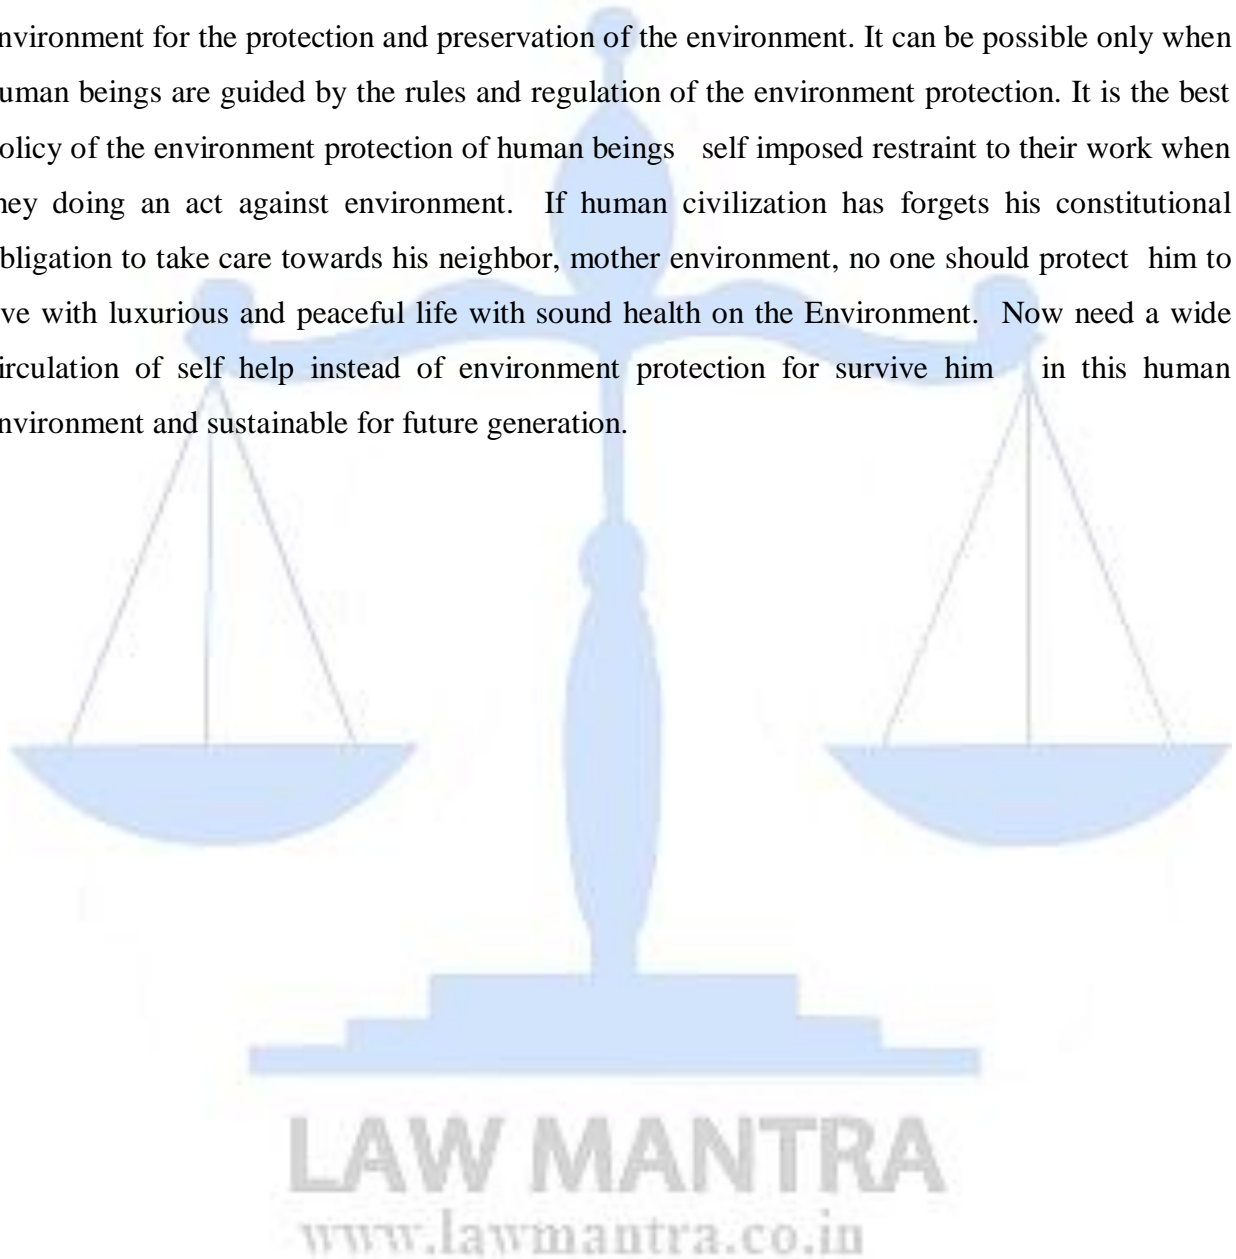 nvironment for the protection and preservation of the environment. It can be possible only when
uman beings are guided by the rules and regulation of the environment protection. It is the best
olicy of the environment protection of human beings self imposed restraint to their work when
hey doing an act against environment. If human civilization has forgets his constitutional
bligation to take care towards his neighbor, mother environment, no one should protect him to
ve with luxurious and peaceful life with sound health on the Environment. Now need a wide
irculation of self help instead of environment protection for survive him in this human
nvironment and sustainable for future generation.
LAW MANTRA
www.lawmantra.co.in